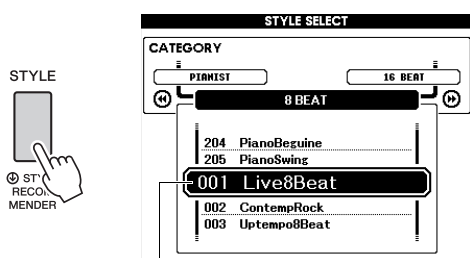 STYLE SELECT
CATEGORY
PIANIST
16 BEAT
8 BEAT
STYLE
204 PianoBeguine
205 PianoSwing
001 Live8Beat
002 ContempRock
003 Uptempo8Beat
MENDER